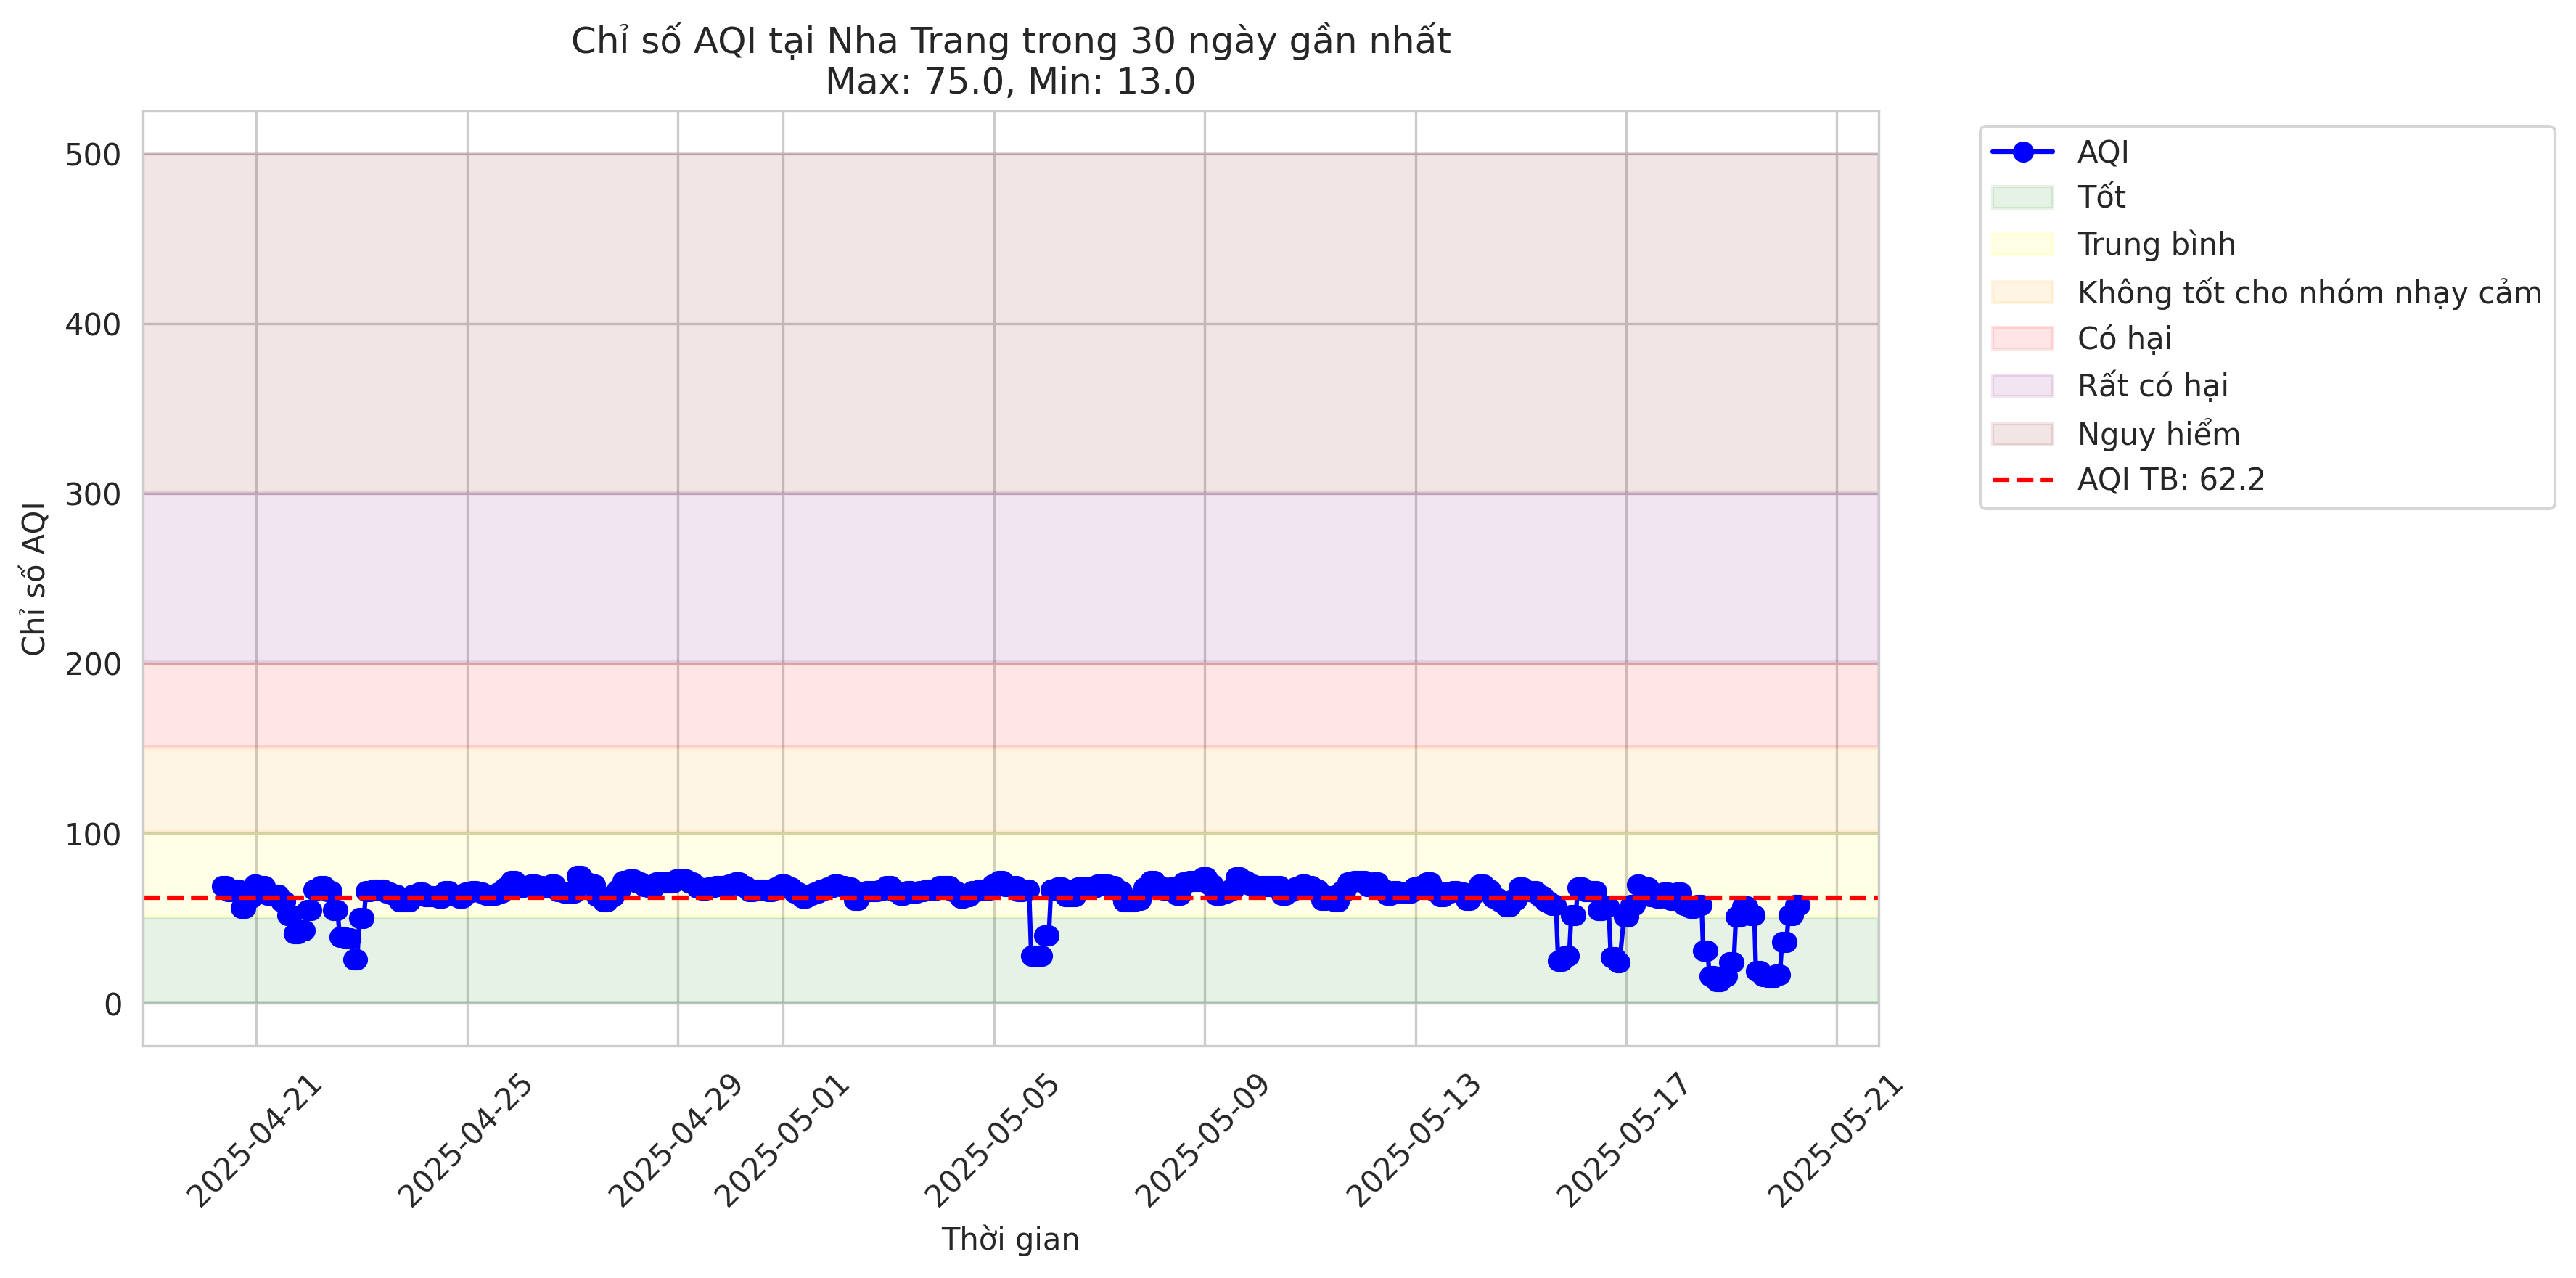 Chỉ số AQI tại Nha Trang trong 30 ngày gần nhất
Max: 75.0, Min: 13.0
Chỉ số AQI
500
400
300
200
100
0
2025-04-21
2025-04-25
2025-04-29
2025-05-01
2025-05-05
2025-05-09
2025-05-13
2025-05-17
2025-05-21
Thời gian
AQI
Tốt
Trung bình
Không tốt cho nhóm nhạy cảm
Có hại
Rất có hại
Nguy hiểm
AQI TB: 62.2